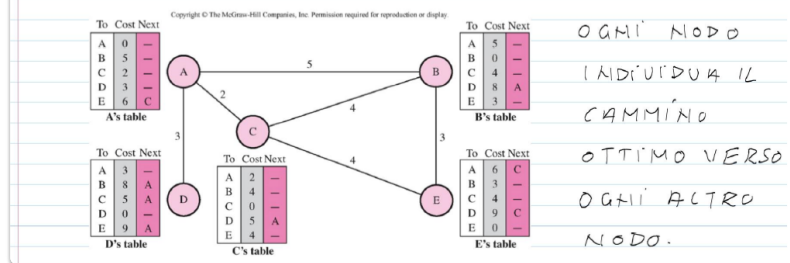 Copyright © The McGraw-Hill Companies, Inc. Permission required for reproduction or display.
To Cost Next
A 0 —
B 5 —
C 2 —
D 3 —
E 6 C
A's table
To Cost Next
A 5 —
B 0 —
C 4 —
D 8 A
E 3 —
B's table
A
5
B
2
4
C
3
3
4
D
E
To Cost Next
A 3 —
B 8 A
C 5 A
D 0 —
E 9 A
D's table
To Cost Next
A 2 —
B 4 —
C 0 —
D 5 A
E 4 —
C's table
To Cost Next
A 6 C
B 3 —
C 4 —
D 9 C
E 0 —
E's table
OGNI NODO
INDIVIDUA IL
CAMMINO
OTTIMO VERSO
OGNI ALTRO
NODO.